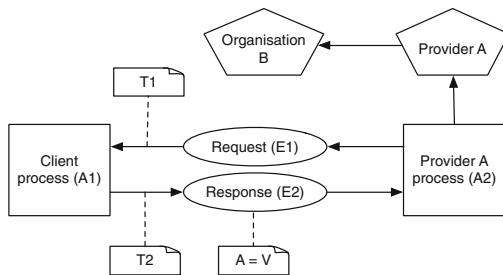 Organisation
B
Provider A
T1
Client
process (A1)
Request (E1)
Response (E2)
Provider A
process (A2)
T2
A = V